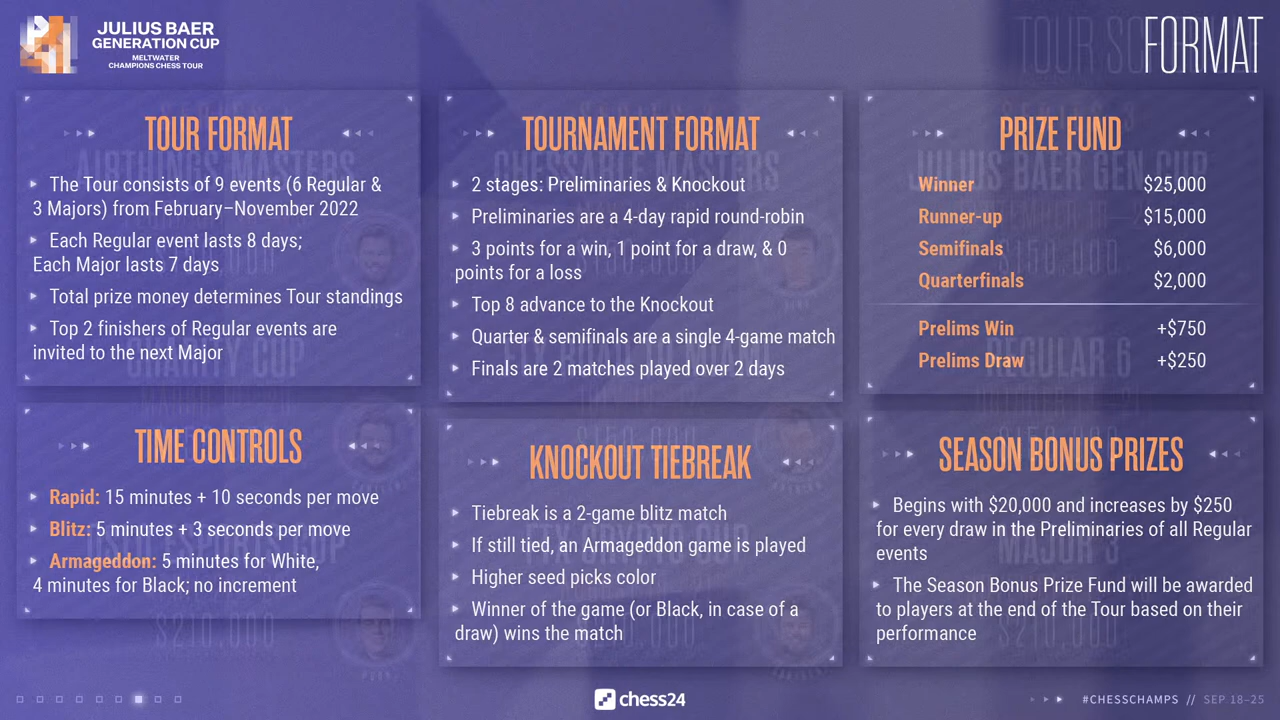 JULIUS BAER
GENERATION CUP
MELTWATER
CHAMPIONS CHESS TOUR
FORMAT
TOUR FORMAT
The Tour consists of 9 events (6 Regular &
3 Majors) from February–November 2022
Each Regular event lasts 8 days;
Each Major lasts 7 days
Total prize money determines Tour standings
Top 2 finishers of Regular events are
invited to the next Major
TIME CONTROLS
Rapid: 15 minutes + 10 seconds per move
Blitz: 5 minutes + 3 seconds per move
Armageddon: 5 minutes for White,
4 minutes for Black; no increment
TOURNAMENT FORMAT
2 stages: Preliminaries & Knockout
Preliminaries are a 4-day rapid round-robin
3 points for a win, 1 point for a draw, & 0
points for a loss
Top 8 advance to the Knockout
Quarter & semifinals are a single 4-game match
Finals are 2 matches played over 2 days
KNOCKOUT TIEBREAK
Tiebreak is a 2-game blitz match
If still tied, an Armageddon game is played
Higher seed picks color
Winner of the game (or Black, in case of a
draw) wins the match
PRIZE FUND
Winner $25,000
Runner-up $15,000
Semifinals $6,000
Quarterfinals $2,000
Prelims Win +$750
Prelims Draw +$250
SEASON BONUS PRIZES
Begins with $20,000 and increases by $250
for every draw in the Preliminaries of all Regular
events
The Season Bonus Prize Fund will be awarded
to players at the end of the Tour based on their
performance
chess24
#CHESSCHAMPS // SEP 18–25